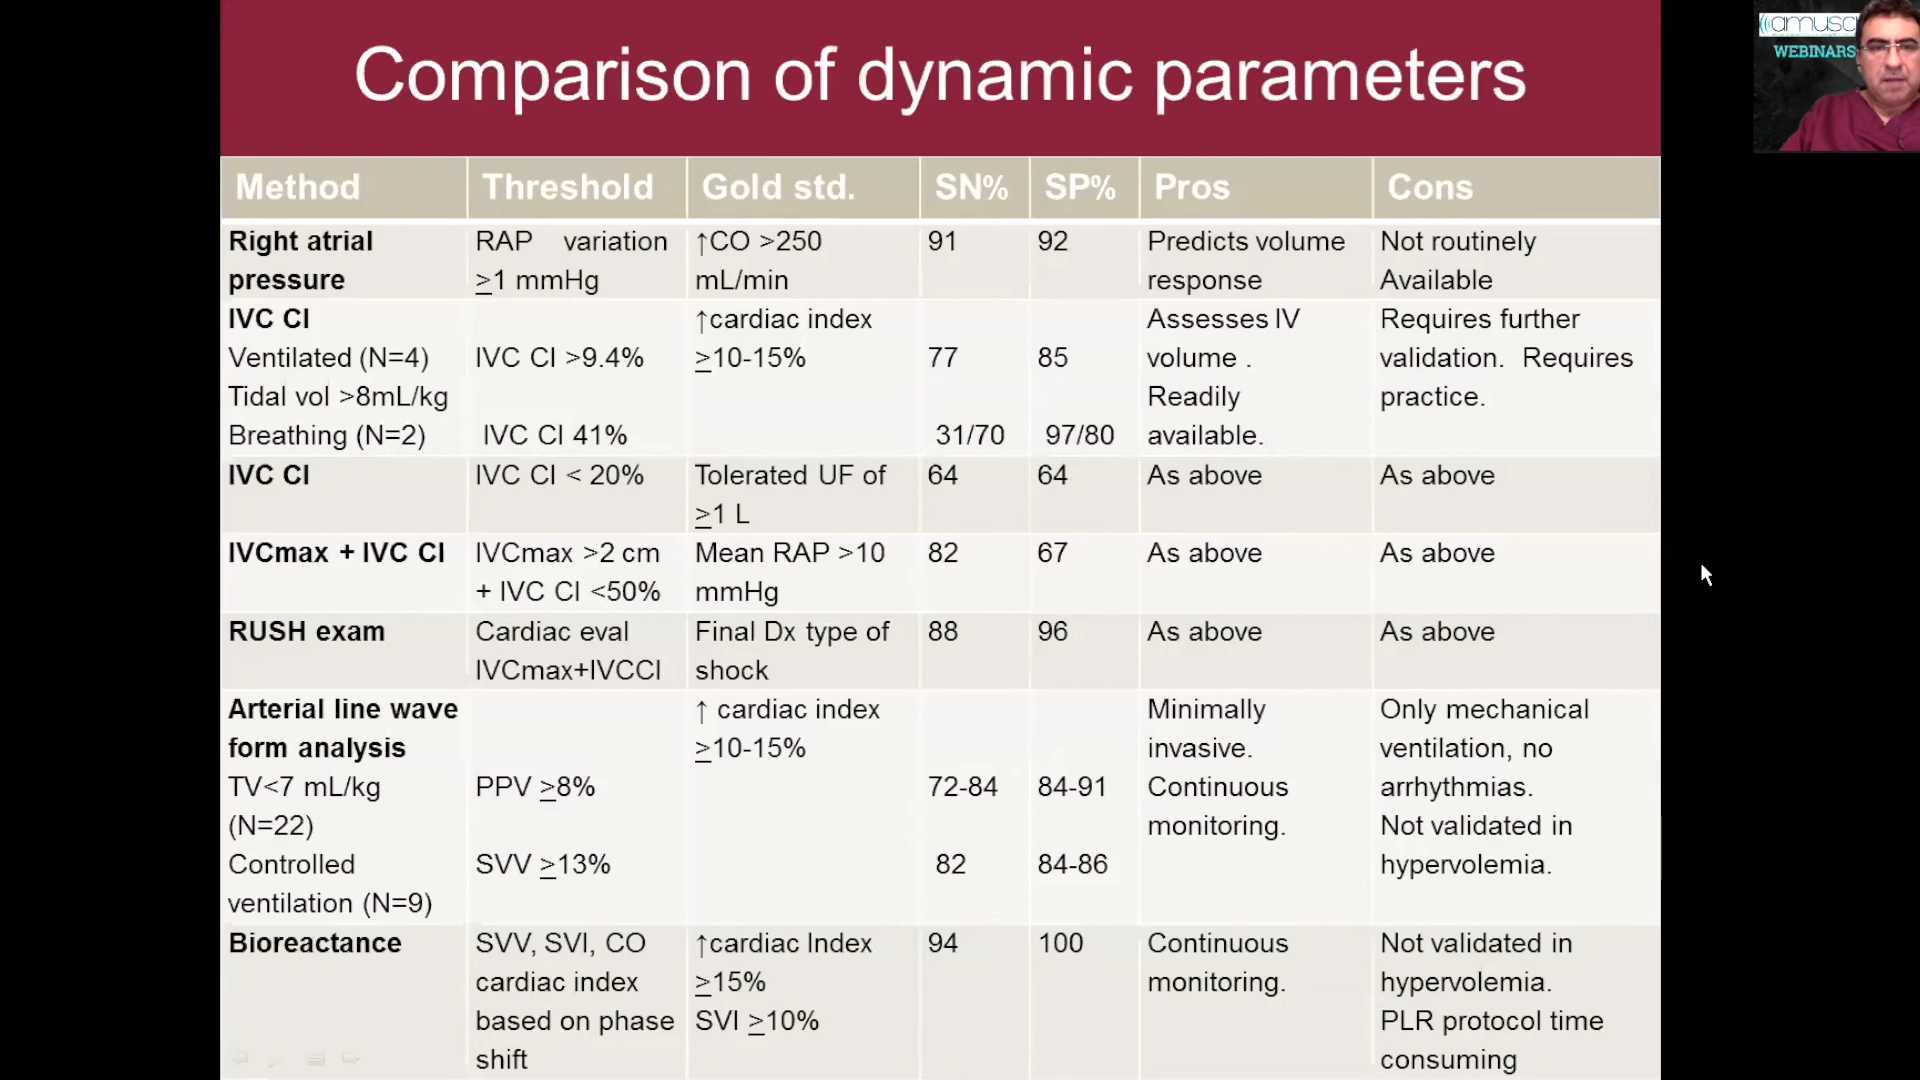 Comparison of dynamic parameters
((amusa
WEBINARS
Method Threshold Gold std. SN% SP% Pros Cons
Right atrial RAP variation ↑CO >250 91 92 Predicts volume Not routinely
pressure ≥1 mmHg mL/min response Available
IVC CI ↑cardiac index Assesses IV Requires further
Ventilated (N=4) IVC CI >9.4% ≥10-15% 77 85 volume . validation. Requires
Tidal vol >8mL/kg Readily practice.
Breathing (N=2) IVC CI 41% 31/70 97/80 available.
IVC CI IVC CI < 20% Tolerated UF of 64 64 As above As above
≥1 L
IVCmax + IVC CI IVCmax >2 cm Mean RAP >10 82 67 As above As above
+ IVC CI <50% mmHg
RUSH exam Cardiac eval Final Dx type of 88 96 As above As above
IVCmax+IVCCI shock
Arterial line wave ↑ cardiac index Minimally Only mechanical
form analysis ≥10-15% invasive. ventilation, no
TV<7 mL/kg PPV ≥8% 72-84 84-91 Continuous arrhythmias.
(N=22) monitoring. Not validated in
Controlled SVV ≥13% 82 84-86 hypervolemia.
ventilation (N=9)
Bioreactance SVV, SVI, CO ↑cardiac Index 94 100 Continuous Not validated in
cardiac index ≥15% monitoring. hypervolemia.
based on phase SVI ≥10% PLR protocol time
shift consuming